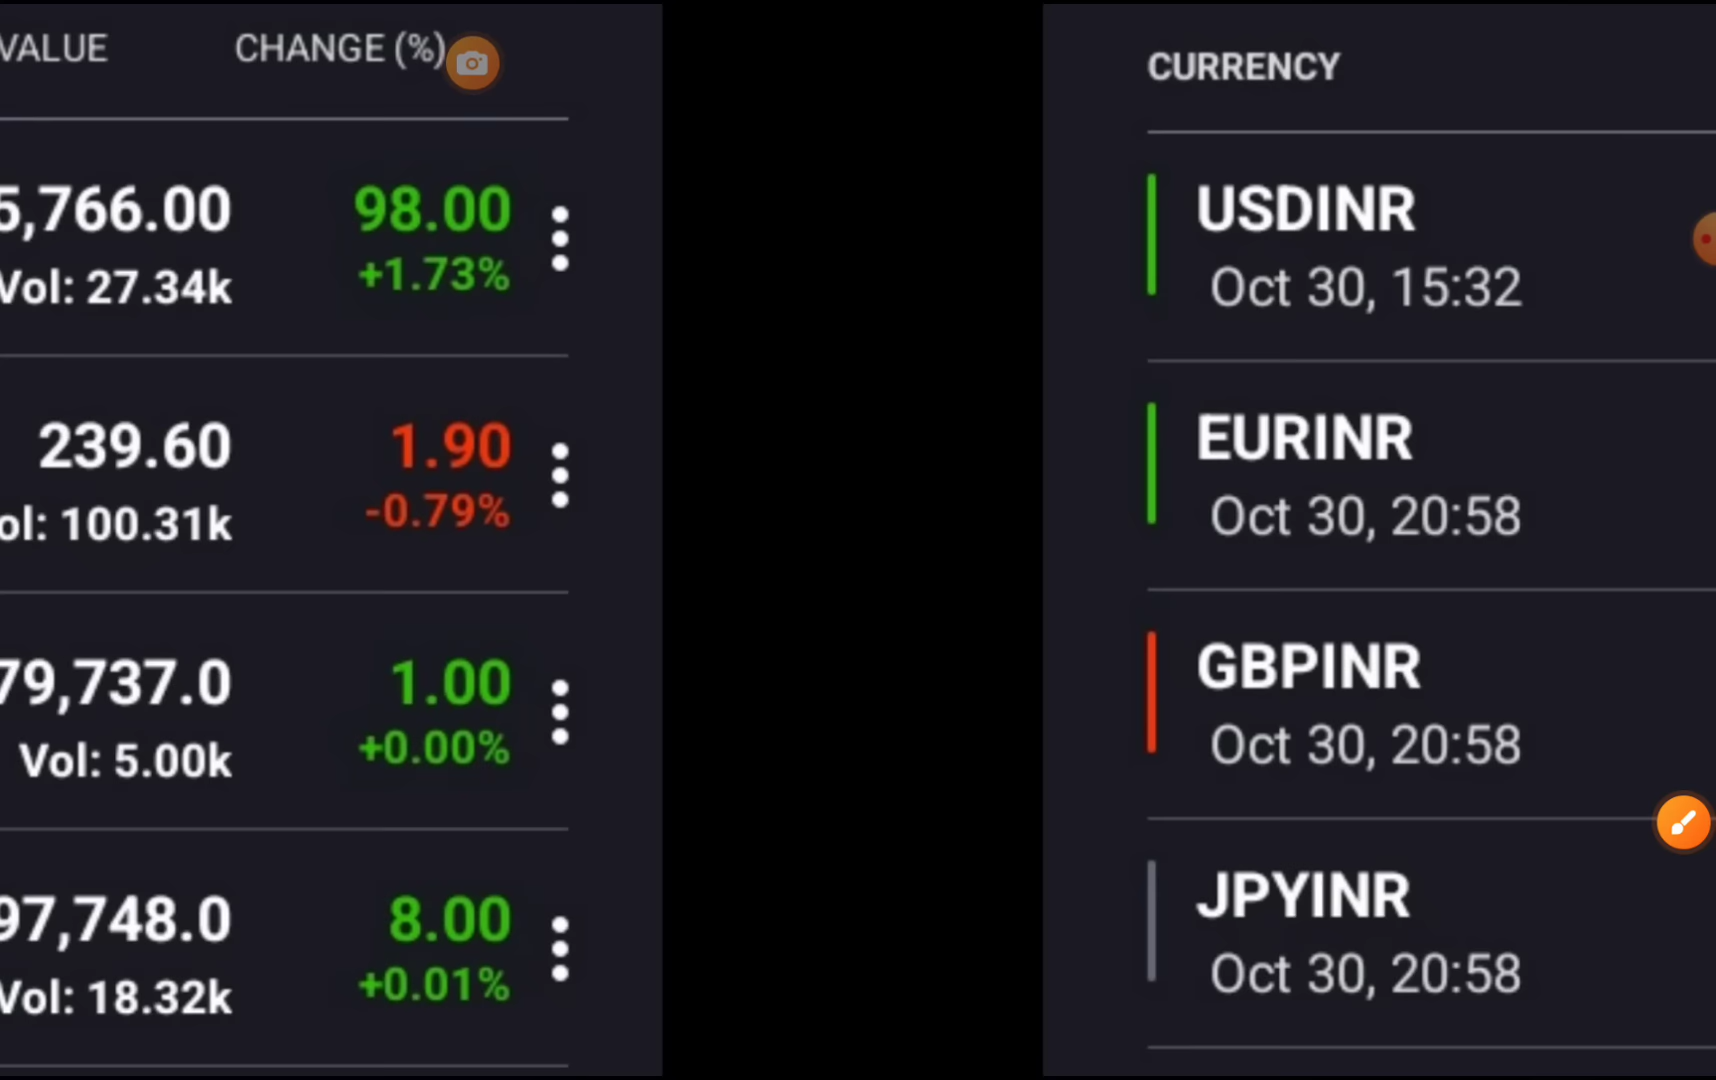 VALUE CHANGE (%)
5,766.00 98.00
Vol: 27.34k +1.73%
239.60 1.90
ol: 100.31k -0.79%
79,737.0 1.00
Vol: 5.00k +0.00%
97,748.0 8.00
Vol: 18.32k +0.01%
CURRENCY
USDINR
Oct 30, 15:32
EURINR
Oct 30, 20:58
GBPINR
Oct 30, 20:58
JPYINR
Oct 30, 20:58